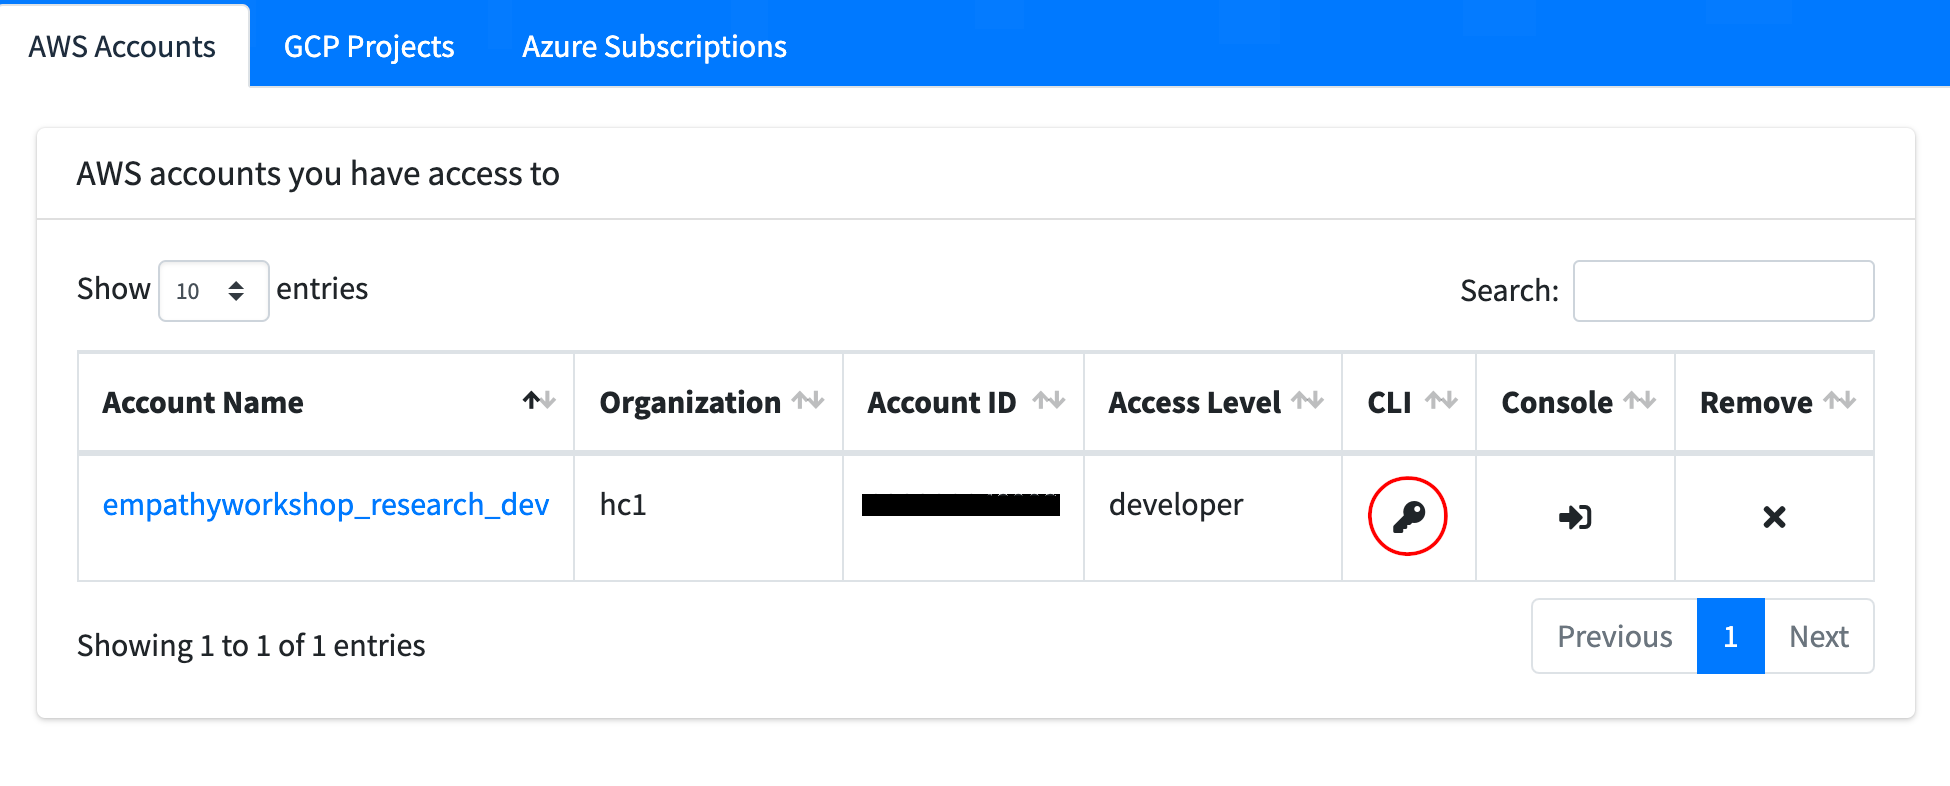 AWS Accounts GCP Projects Azure Subscriptions
AWS accounts you have access to
Show 10 entries Search:
Account Name Organization Account ID Access Level CLI Console Remove
empathyworkshop_research_dev hc1 developer
Showing 1 to 1 of 1 entries
Previous 1 Next